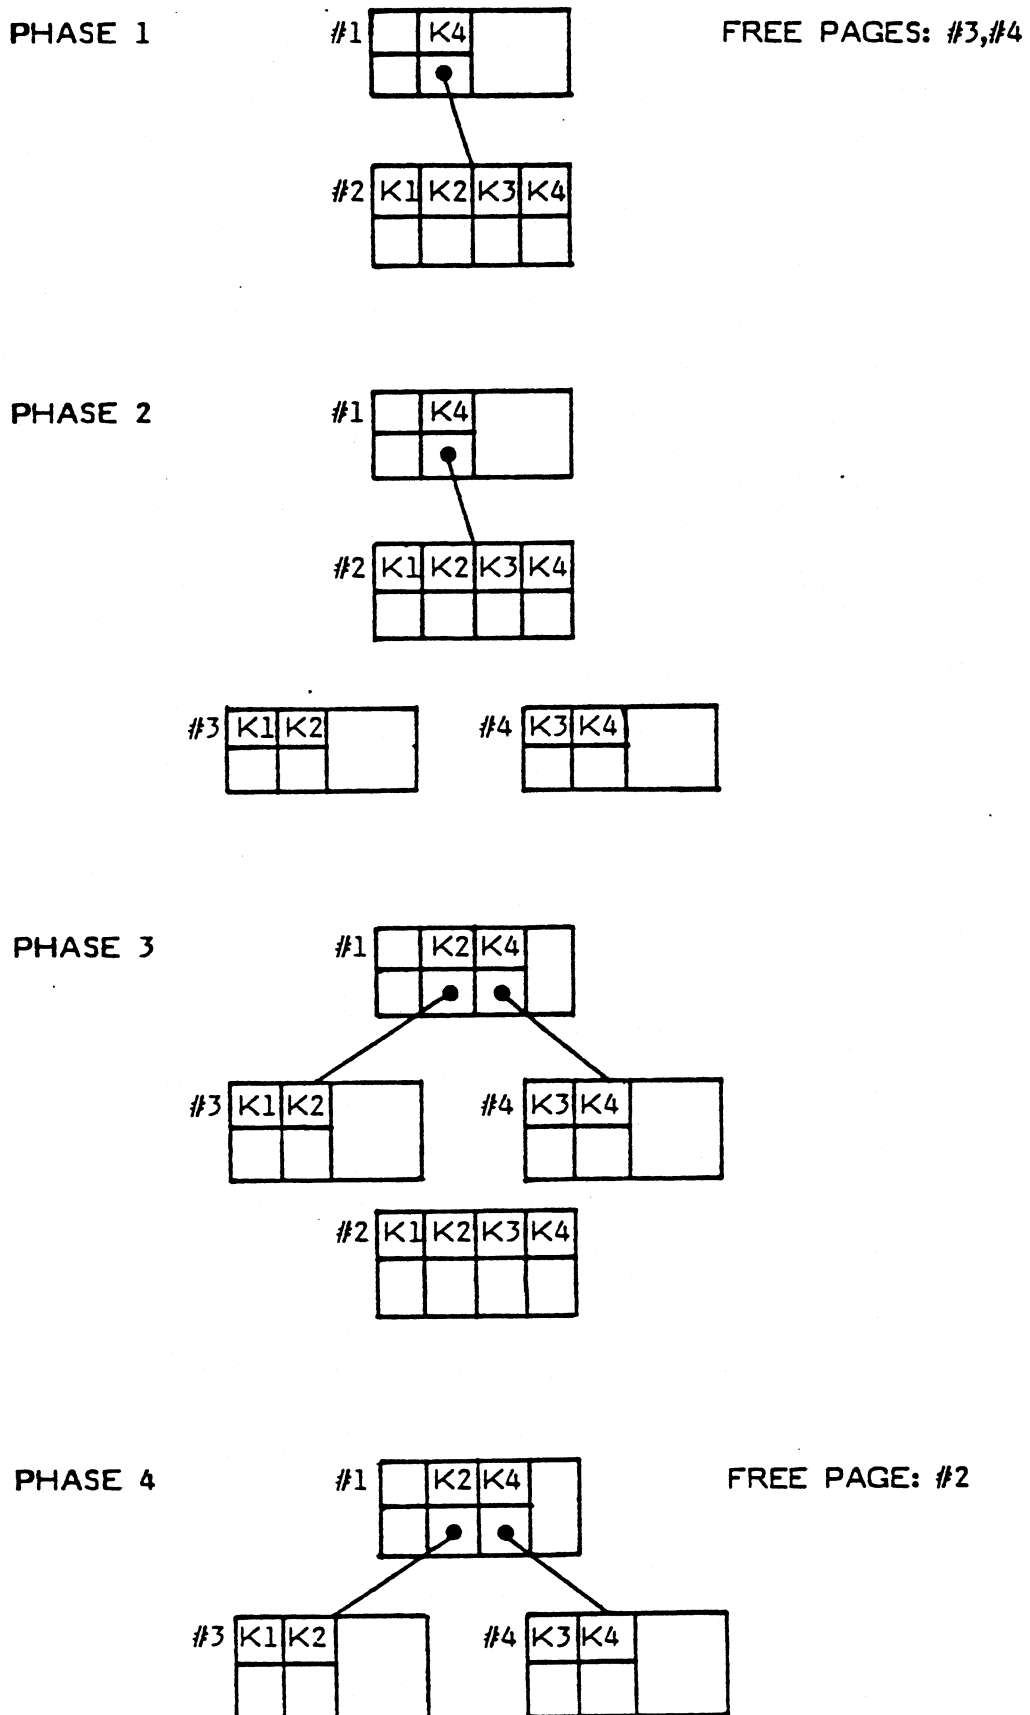 PHASE 1 #1 K4 FREE PAGES: #3,#4
#2 K1 K2 K3 K4
PHASE 2 #1 K4
#2 K1 K2 K3 K4
#3 K1 K2 #4 K3 K4
PHASE 3 #1 K2 K4
#3 K1 K2 #4 K3 K4
#2 K1 K2 K3 K4
PHASE 4 #1 K2 K4 FREE PAGE: #2
#3 K1 K2 #4 K3 K4